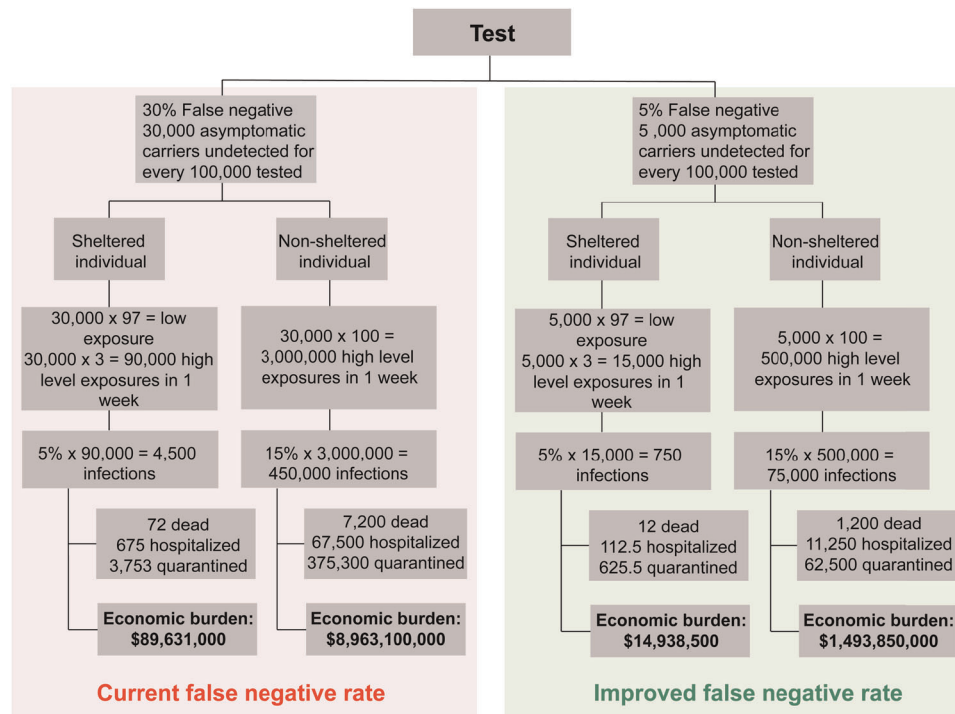 Test
30% False negative
30,000 asymptomatic
carriers undetected for
every 100,000 tested
Sheltered
individual
Non-sheltered
individual
30,000 x 97 = low
exposure
30,000 x 3 = 90,000 high
level exposures in 1
week
30,000 x 100 =
3,000,000 high level
exposures in 1 week
5% x 90,000 = 4,500
infections
15% x 3,000,000 =
450,000 infections
72 dead
675 hospitalized
3,753 quarantined
7,200 dead
67,500 hospitalized
375,300 quarantined
Economic burden:
$89,631,000
Economic burden:
$8,963,100,000
Current false negative rate
5% False negative
5 ,000 asymptomatic
carriers undetected for
every 100,000 tested
Sheltered
individual
Non-sheltered
individual
5,000 x 97 = low
exposure
5,000 x 3 = 15,000 high
level exposures in 1
week
5,000 x 100 =
500,000 high level
exposures in 1 week
5% x 15,000 = 750
infections
15% x 500,000 =
75,000 infections
12 dead
112.5 hospitalized
625.5 quarantined
1,200 dead
11,250 hospitalized
62,500 quarantined
Economic burden:
$14,938,500
Economic burden:
$1,493,850,000
Improved false negative rate